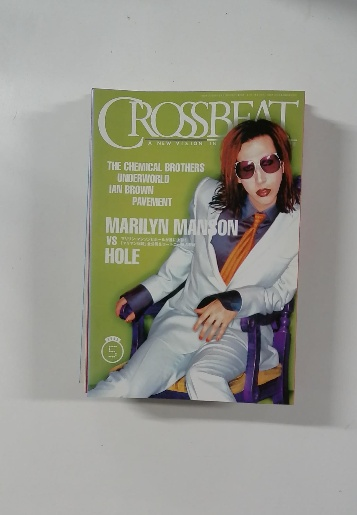 CROSSBEAT
A NEW VISION IN
THE CHEMICAL BROTHERS
UNDERWORLD
IAN BROWN
PAVEMENT
MARILYN MANSON
VS
HOLE
5